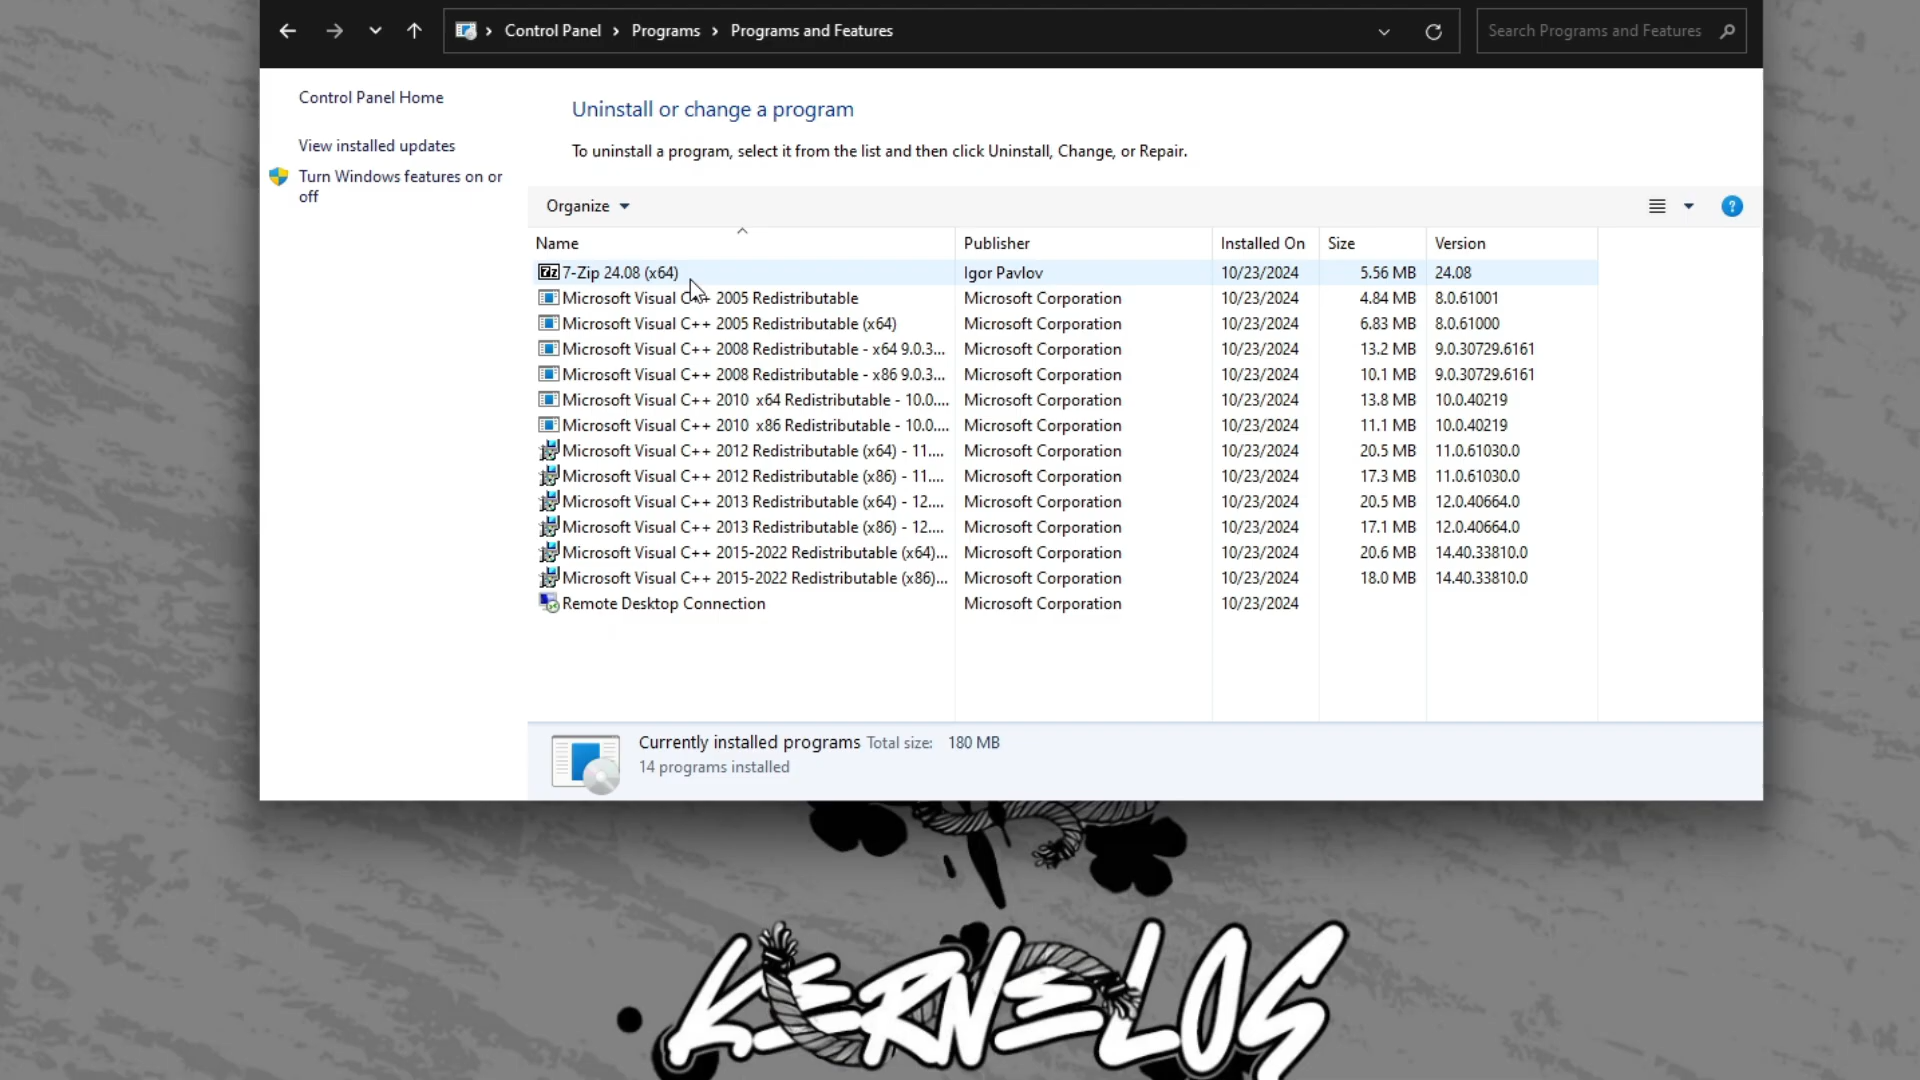 Control Panel > Programs > Programs and Features
Search Programs and Features
Control Panel Home
View installed updates
Turn Windows features on or
off
Uninstall or change a program
To uninstall a program, select it from the list and then click Uninstall, Change, or Repair.
Organize
Name Publisher Installed On Size Version
7-Zip 24.08 (x64) Igor Pavlov 10/23/2024 5.56 MB 24.08
Microsoft Visual C++ 2005 Redistributable Microsoft Corporation 10/23/2024 4.84 MB 8.0.61001
Microsoft Visual C++ 2005 Redistributable (x64) Microsoft Corporation 10/23/2024 6.83 MB 8.0.61000
Microsoft Visual C++ 2008 Redistributable - x64 9.0.3... Microsoft Corporation 10/23/2024 13.2 MB 9.0.30729.6161
Microsoft Visual C++ 2008 Redistributable - x86 9.0.3... Microsoft Corporation 10/23/2024 10.1 MB 9.0.30729.6161
Microsoft Visual C++ 2010 x64 Redistributable - 10.0.... Microsoft Corporation 10/23/2024 13.8 MB 10.0.40219
Microsoft Visual C++ 2010 x86 Redistributable - 10.0.... Microsoft Corporation 10/23/2024 11.1 MB 10.0.40219
Microsoft Visual C++ 2012 Redistributable (x64) - 11.... Microsoft Corporation 10/23/2024 20.5 MB 11.0.61030.0
Microsoft Visual C++ 2012 Redistributable (x86) - 11.... Microsoft Corporation 10/23/2024 17.3 MB 11.0.61030.0
Microsoft Visual C++ 2013 Redistributable (x64) - 12.... Microsoft Corporation 10/23/2024 20.5 MB 12.0.40664.0
Microsoft Visual C++ 2013 Redistributable (x86) - 12.... Microsoft Corporation 10/23/2024 17.1 MB 12.0.40664.0
Microsoft Visual C++ 2015-2022 Redistributable (x64)... Microsoft Corporation 10/23/2024 20.6 MB 14.40.33810.0
Microsoft Visual C++ 2015-2022 Redistributable (x86)... Microsoft Corporation 10/23/2024 18.0 MB 14.40.33810.0
Remote Desktop Connection Microsoft Corporation 10/23/2024
Currently installed programs Total size: 180 MB
14 programs installed
KERNELOS